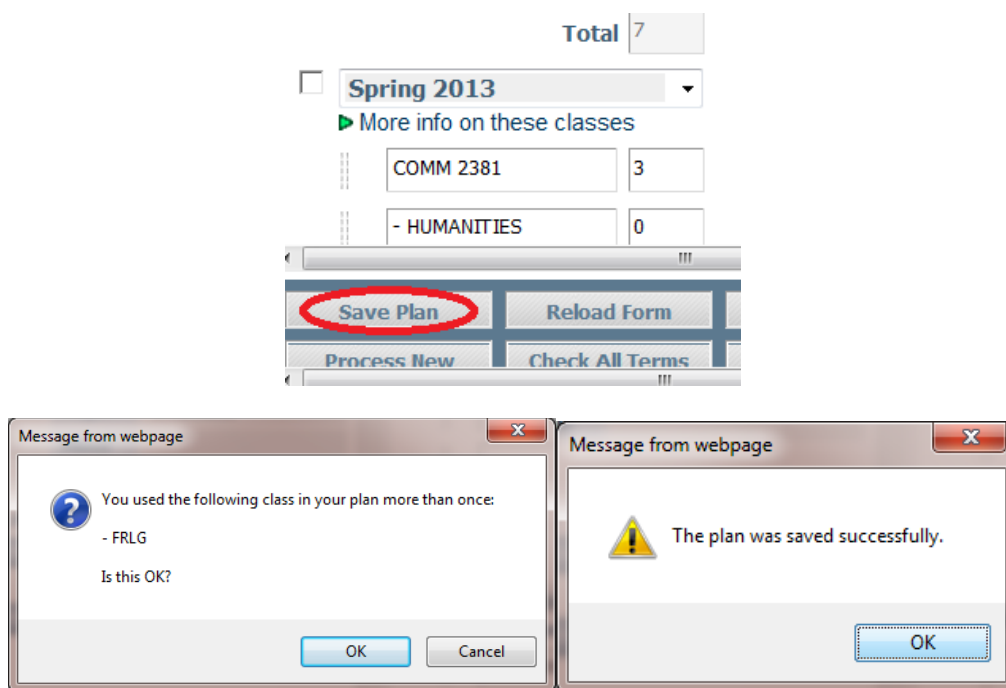 Total 7
Spring 2013
More info on these classes
COMM 2381 3
- HUMANITIES 0
Save Plan Reload Form
Process New Check All Terms
Message from webpage
You used the following class in your plan more than once:
- FRLG
Is this OK?
OK Cancel
Message from webpage
The plan was saved successfully.
OK